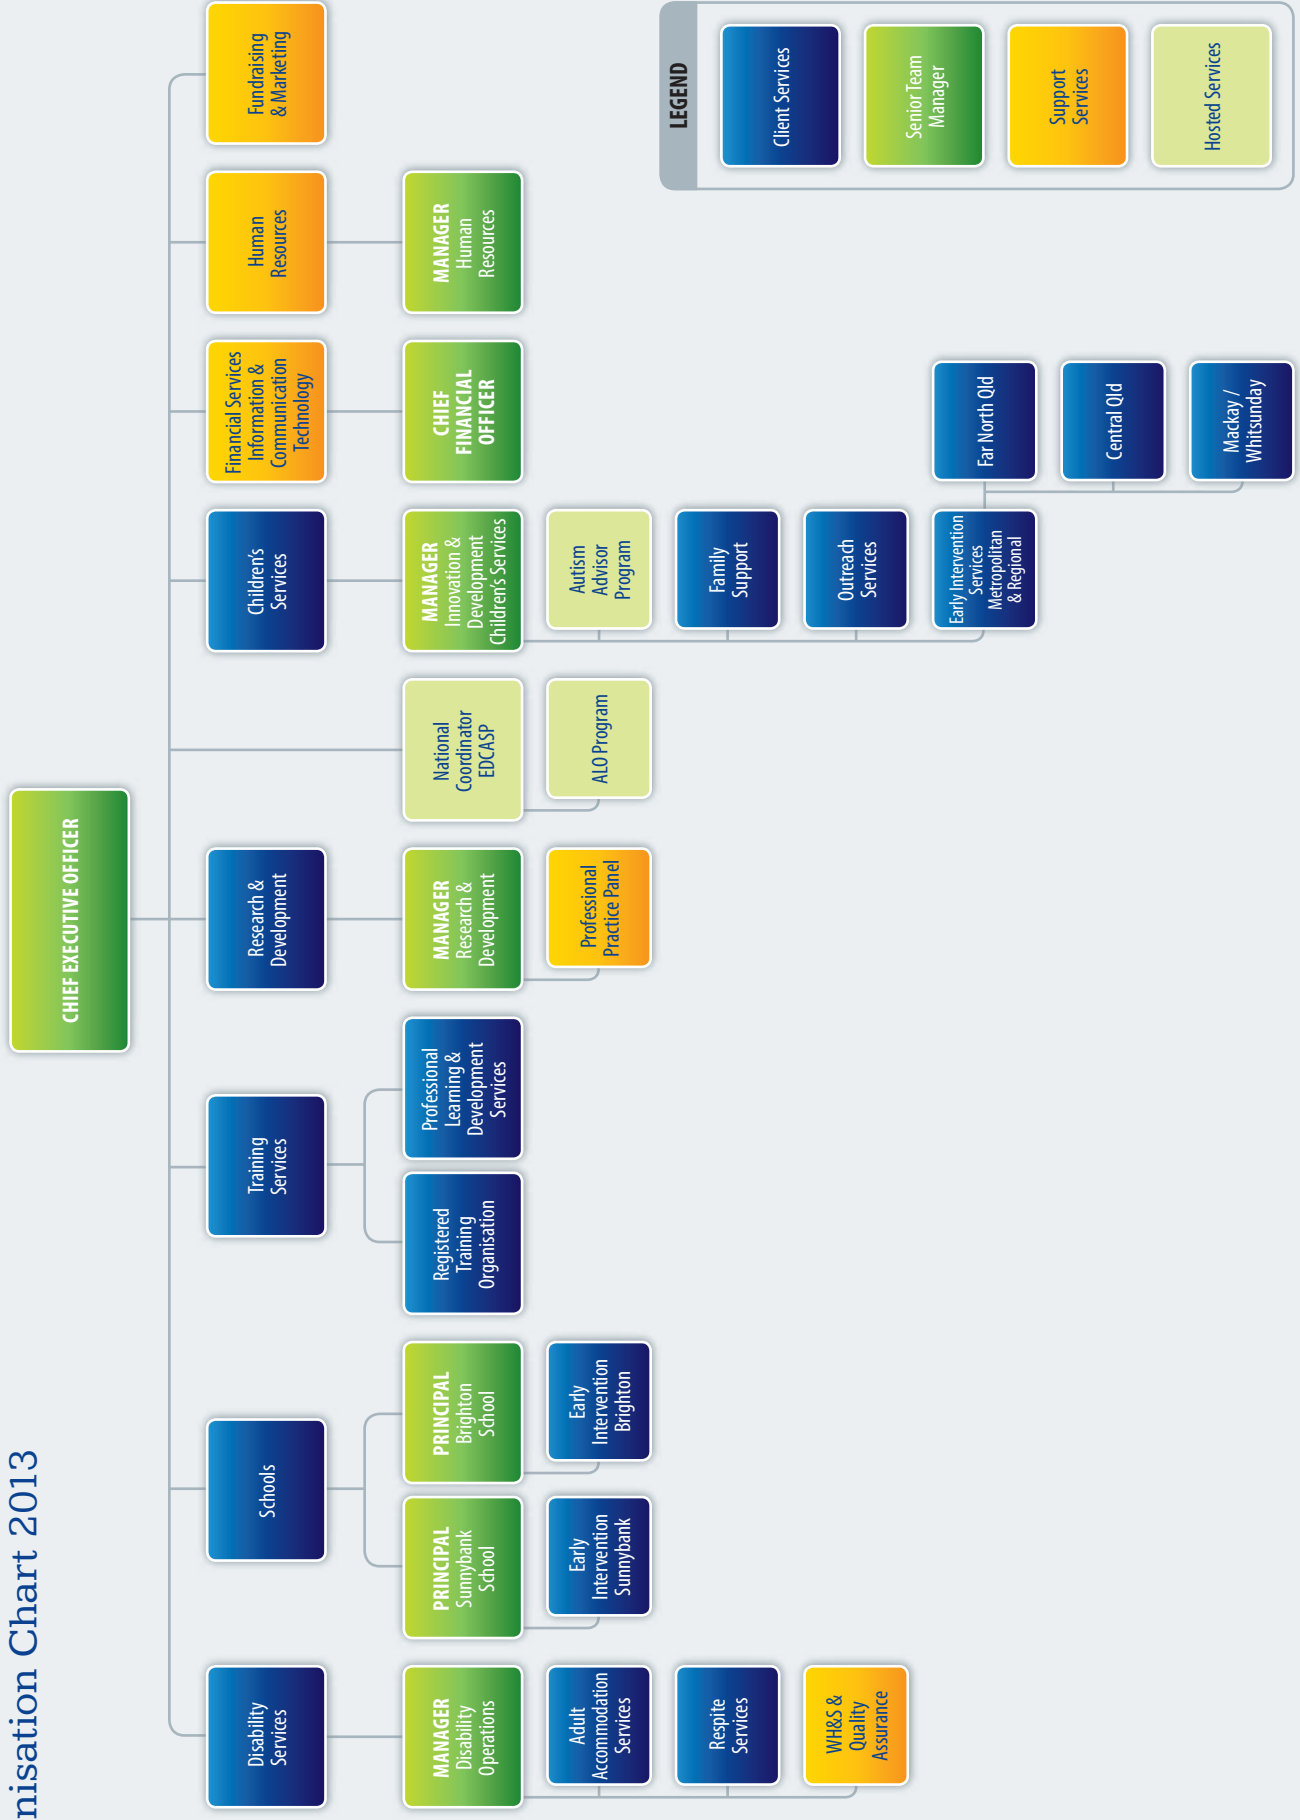 nisation Chart 2013
CHIEF EXECUTIVE OFFICER
Disability
Services
Schools
Training
Services
Research &
Development
Children's
Services
Financial Services
Information &
Communication
Technology
Human
Resources
Fundraising
& Marketing
MANAGER
Disability
Operations
PRINCIPAL
Sunnybank
School
PRINCIPAL
Brighton
School
Registered
Training
Organisation
Professional
Learning &
Development
Services
MANAGER
Research &
Development
National
Coordinator
EDCASP
MANAGER
Innovation &
Development
Children's Services
CHIEF
FINANCIAL
OFFICER
MANAGER
Human
Resources
Adult
Accommodation
Services
Early
Intervention
Sunnybank
Early
Intervention
Brighton
Professional
Practice Panel
ALO Program
Autism
Advisor
Program
Respite
Services
Family
Support
WH&S &
Quality
Assurance
Outreach
Services
Early Intervention
Services
Metropolitan
& Regional
Far North Qld
Central Qld
Mackay /
Whitsunday
LEGEND
Client Services
Senior Team
Manager
Support
Services
Hosted Services